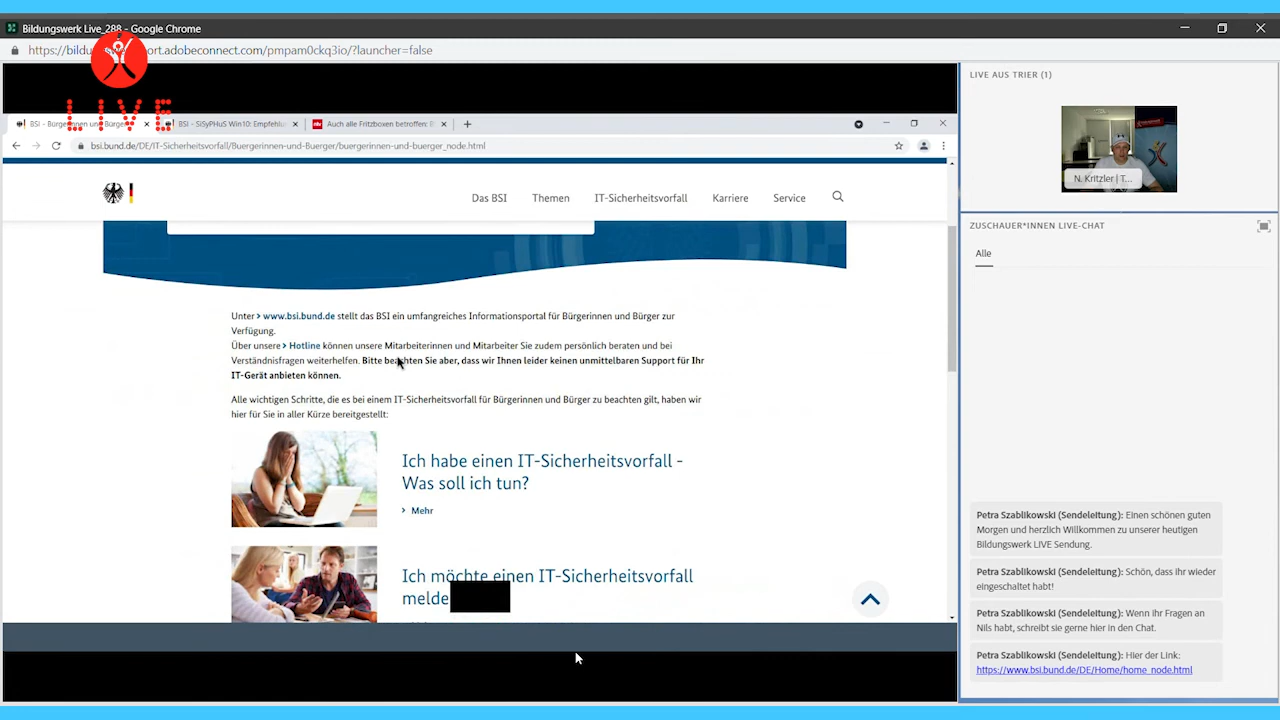 Bildungswerk Live_288 - Google Chrome
adobeconnect.com/pmpam0ckq3io/?launcher=false
LIVE
BSI - SiSyPHuS Win10: Empfehlu
Auch alle Fritzboxen betroffen:
bsi.bund.de/DE/IT-Sicherheitsvorfall/Buergerinnen-und-Buerger/buergerinnen-und-buerger_node.html
Das BSI
Themen
IT-Sicherheitsvorfall
Karriere
Service
Unter www.bsi.bund.de stellt das BSI ein umfangreiches Informationsportal für Bürgerinnen und Bürger zur
Verfügung.
Über unsere Hotline können unsere Mitarbeiterinnen und Mitarbeiter Sie zudem persönlich beraten und bei
Verständnisfragen weiterhelfen. Bitte beachten Sie aber, dass wir Ihnen leider keinen unmittelbaren Support für Ihr
IT-Gerät anbieten können.
Alle wichtigen Schritte, die es bei einem IT-Sicherheitsvorfall für Bürgerinnen und Bürger zu beachten gilt, haben wir
hier für Sie in aller Kürze bereitgestellt:
Ich habe einen IT-Sicherheitsvorfall -
Was soll ich tun?
Mehr
Ich möchte einen IT-Sicherheitsvorfall
melde
LIVE AUS TRIER (1)
N. Kritzler | T...
ZUSCHAUER*INNEN LIVE-CHAT
Alle
Petra Szablikowski (Sendeleitung): Einen schönen guten
Morgen und herzlich Willkommen zu unserer heutigen
Bildungswerk LIVE Sendung.
Petra Szablikowski (Sendeleitung): Schön, dass ihr wieder
eingeschaltet habt!
Petra Szablikowski (Sendeleitung): Wenn ihr Fragen an
Nils habt, schreibt sie gerne hier in den Chat.
Petra Szablikowski (Sendeleitung): Hier der Link:
https://www.bsi.bund.de/DE/Home/home_node.html